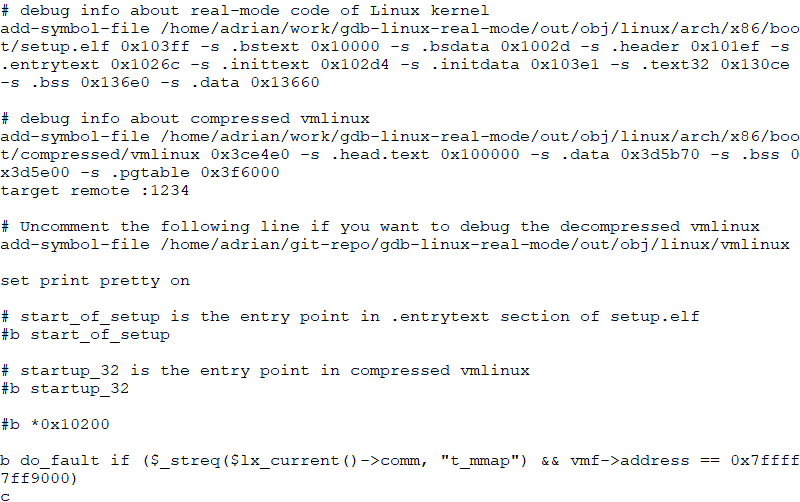 # debug info about real-mode code of Linux kernel
add-symbol-file /home/adrian/work/gdb-linux-real-mode/out/obj/linux/arch/x86/boo
t/setup.elf 0x103ff -s .bstext 0x10000 -s .bsdata 0x1002d -s .header 0x101ef -s
.entrytext 0x1026c -s .inittext 0x102d4 -s .initdata 0x103e1 -s .text32 0x130ce
-s .bss 0x136e0 -s .data 0x13660
# debug info about compressed vmlinux
add-symbol-file /home/adrian/work/gdb-linux-real-mode/out/obj/linux/arch/x86/boo
t/compressed/vmlinux 0x3ce4e0 -s .head.text 0x100000 -s .data 0x3d5b70 -s .bss 0
x3d5e00 -s .pgtable 0x3f6000
target remote :1234
# Uncomment the following line if you want to debug the decompressed vmlinux
add-symbol-file /home/adrian/git-repo/gdb-linux-real-mode/out/obj/linux/vmlinux
set print pretty on
# start_of_setup is the entry point in .entrytext section of setup.elf
#b start_of_setup
# startup_32 is the entry point in compressed vmlinux
#b startup_32
#b *0x10200
b do_fault if ($_streq($lx_current()->comm, "t_mmap") && vmf->address == 0x7ffff
7ff9000)
c